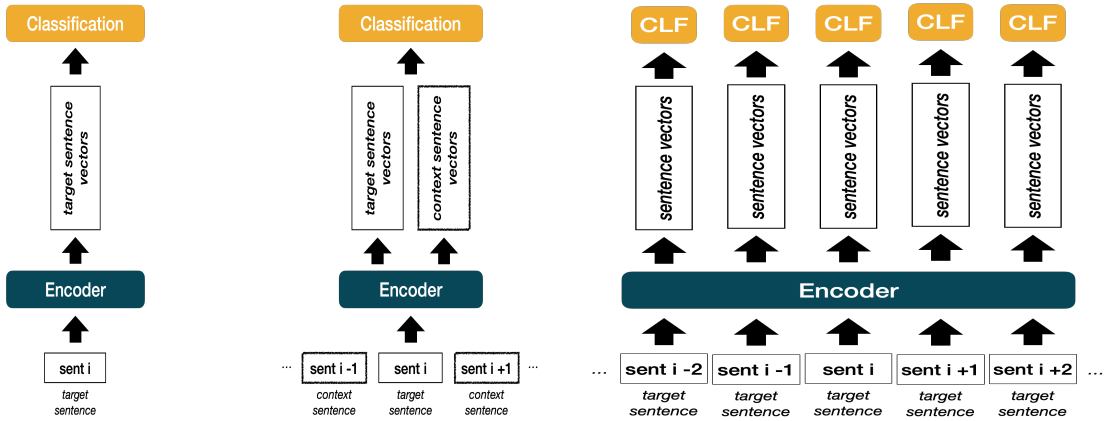 Classification
target sentence
vectors
Encoder
sent i
target
sentence
Classification
target sentence
vectors
context sentence
vectors
Encoder
... sent i -1 sent i sent i +1 ...
context
sentence
target
sentence
context
sentence
CLF CLF CLF CLF CLF
sentence vectors
sentence vectors
sentence vectors
sentence vectors
sentence vectors
Encoder
... sent i -2 sent i -1 sent i sent i +1 sent i +2 ...
target
sentence
target
sentence
target
sentence
target
sentence
target
sentence